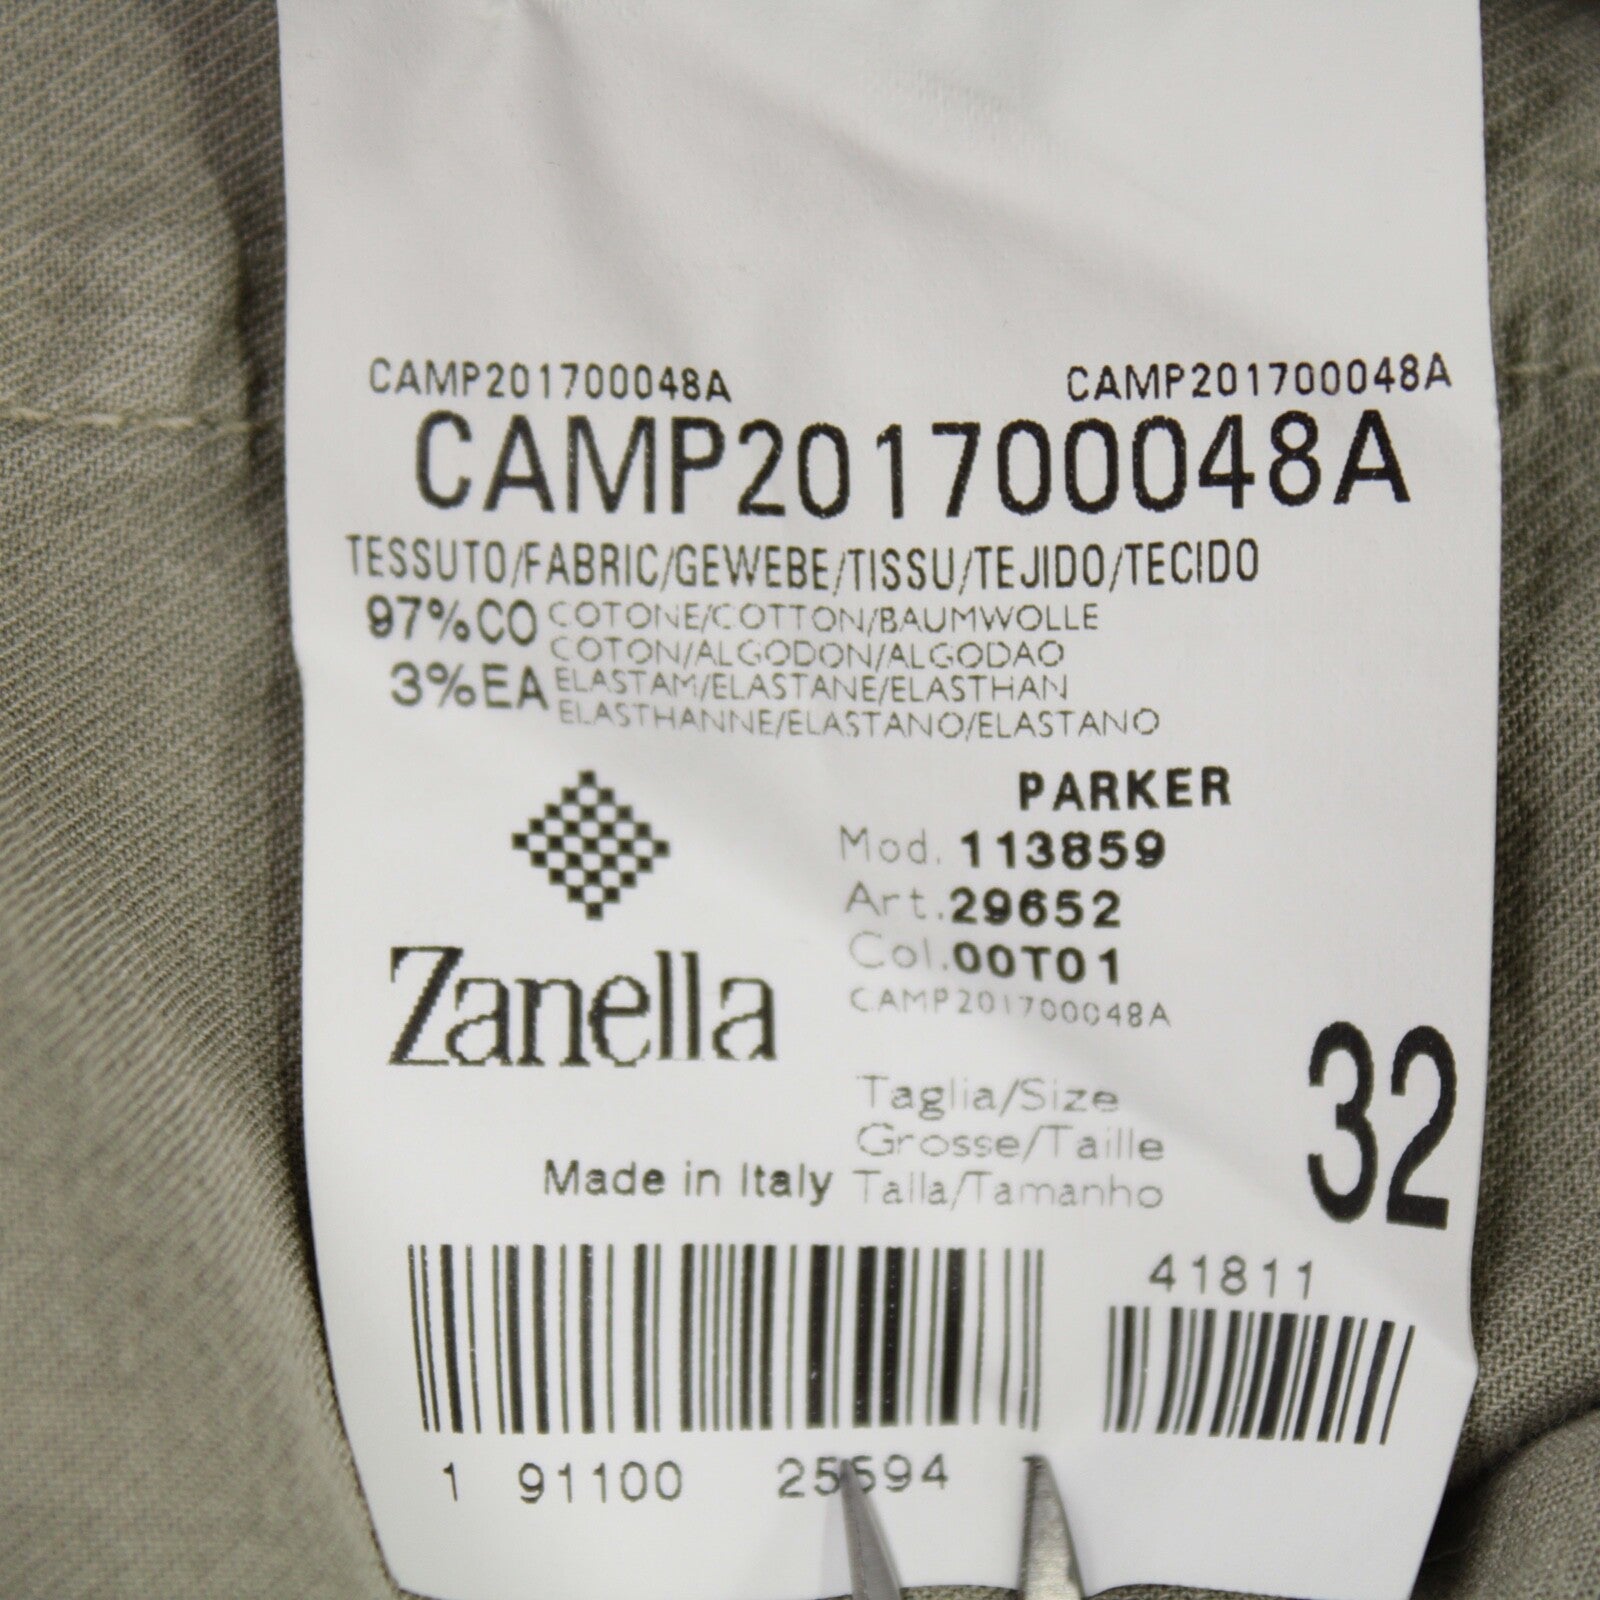 CAMP201700048A CAMP201700048A
CAMP201700048A
TESSUTO/FABRIC/GEWEBE/TISSU/TEJIDO/TECIDO
97%CO COTONE/COTTON/BAUMWOLLE
COTON/ALGODON/ALGODAO
3%EA ELASTAM/ELASTANE/ELASTHAN
ELASTHANNE/ELASTANO/ELASTANO
PARKER
Mod. 113859
Art. 29652
Col. 00T01
CAMP201700048A
Zanella
Taglia/Size
Grosse/Taille
Talla/Tamanho
32
Made in Italy
41811
1 91100 25594